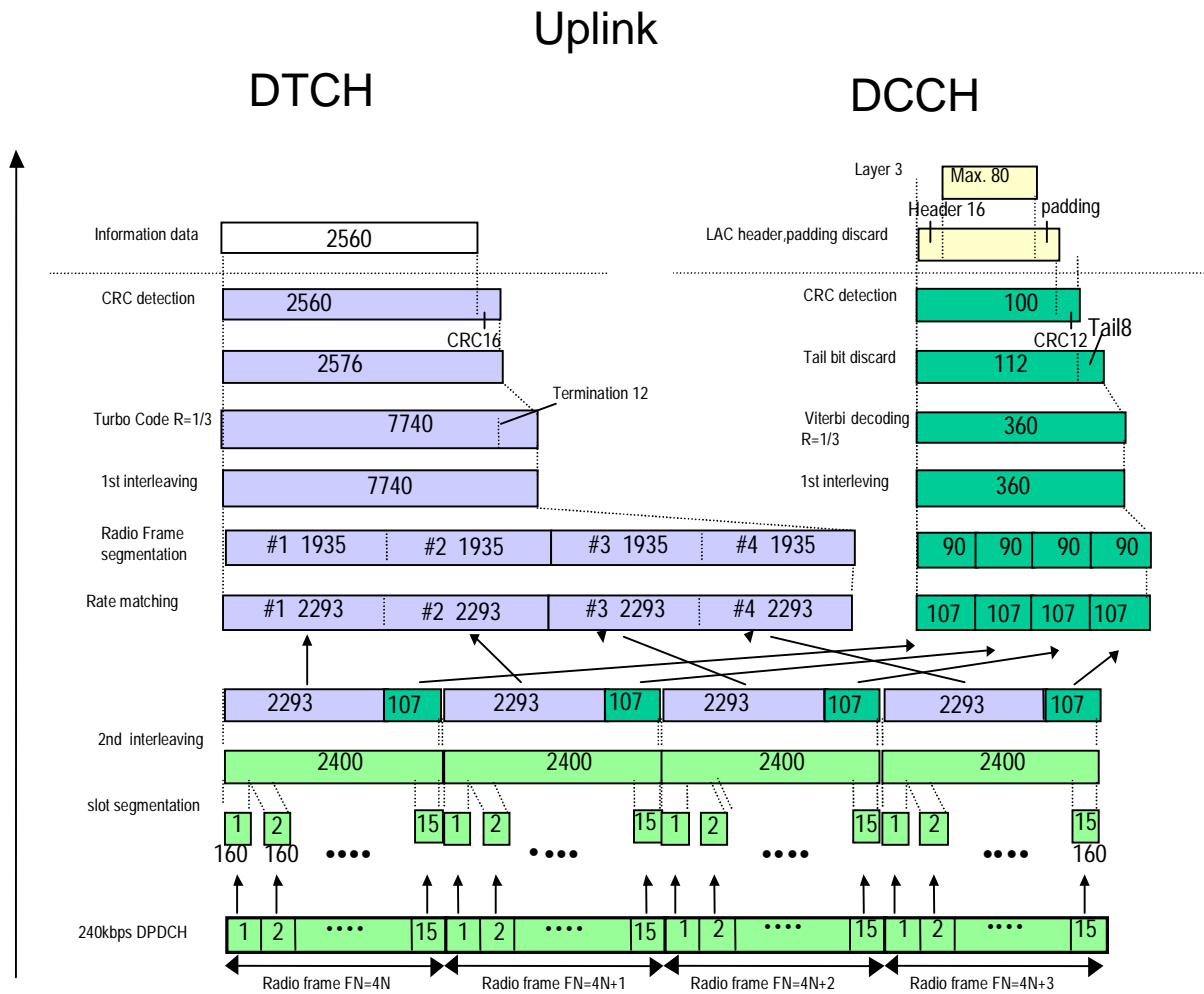 Uplink
DTCH
DCCH
Layer 3
Max. 80
Header 16
padding
Information data
2560
LAC header,padding discard
CRC detection
2560
CRC16
CRC detection
100
CRC12
Tail8
2576
Tail bit discard
112
Termination 12
Turbo Code R=1/3
7740
Viterbi decoding
R=1/3
360
1st interleaving
7740
1st interleving
360
Radio Frame
segmentation
#1 1935
#2 1935
#3 1935
#4 1935
90
90
90
90
Rate matching
#1 2293
#2 2293
#3 2293
#4 2293
107
107
107
107
2293
107
2293
107
2293
107
2293
107
2nd interleaving
2400
2400
2400
2400
slot segmentation
1
2
15
1
2
15
1
2
15
1
2
15
160
160
••••
••••
••••
••••
160
240kbps DPDCH
1
2
••••
15
1
2
••••
15
1
2
••••
15
1
2
••••
15
Radio frame FN=4N
Radio frame FN=4N+1
Radio frame FN=4N+2
Radio frame FN=4N+3